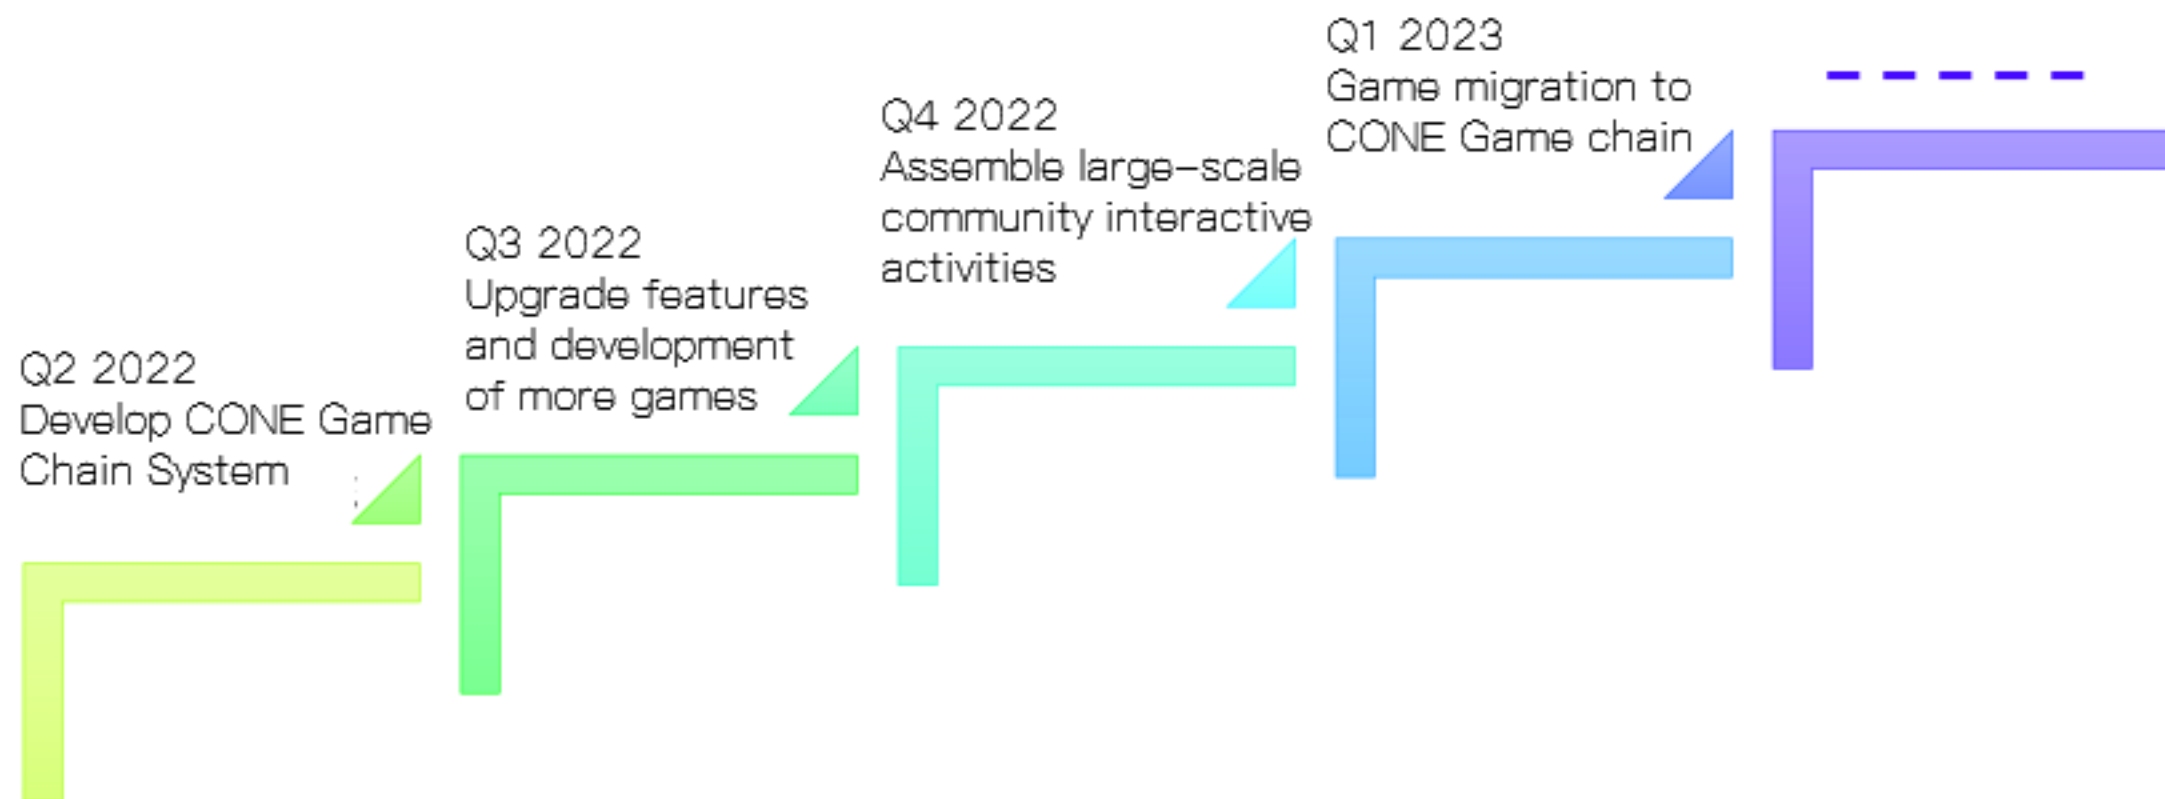 Q2 2022
Develop CONE Game
Chain System
Q3 2022
Upgrade features
and development
of more games
Q4 2022
Assemble large-scale
community interactive
activities
Q1 2023
Game migration to
CONE Game chain